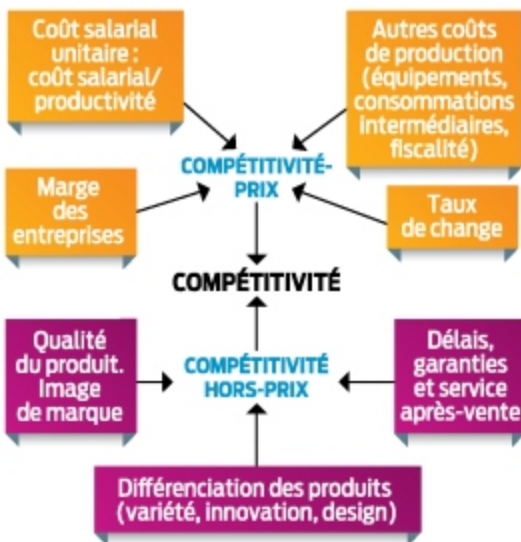 Coût salarial
unitaire :
coût salarial/
productivité
Autres coûts
de production
(équipements,
consommations
intermédiaires,
fiscalité)
COMPÉTITIVITÉ-
PRIX
Marge
des
entreprises
Taux
de change
COMPÉTITIVITÉ
Qualité
du produit.
Image
de marque
COMPÉTITIVITÉ
HORS-PRIX
Délais,
garanties
et service
après-vente
Différenciation des produits
(variété, innovation, design)